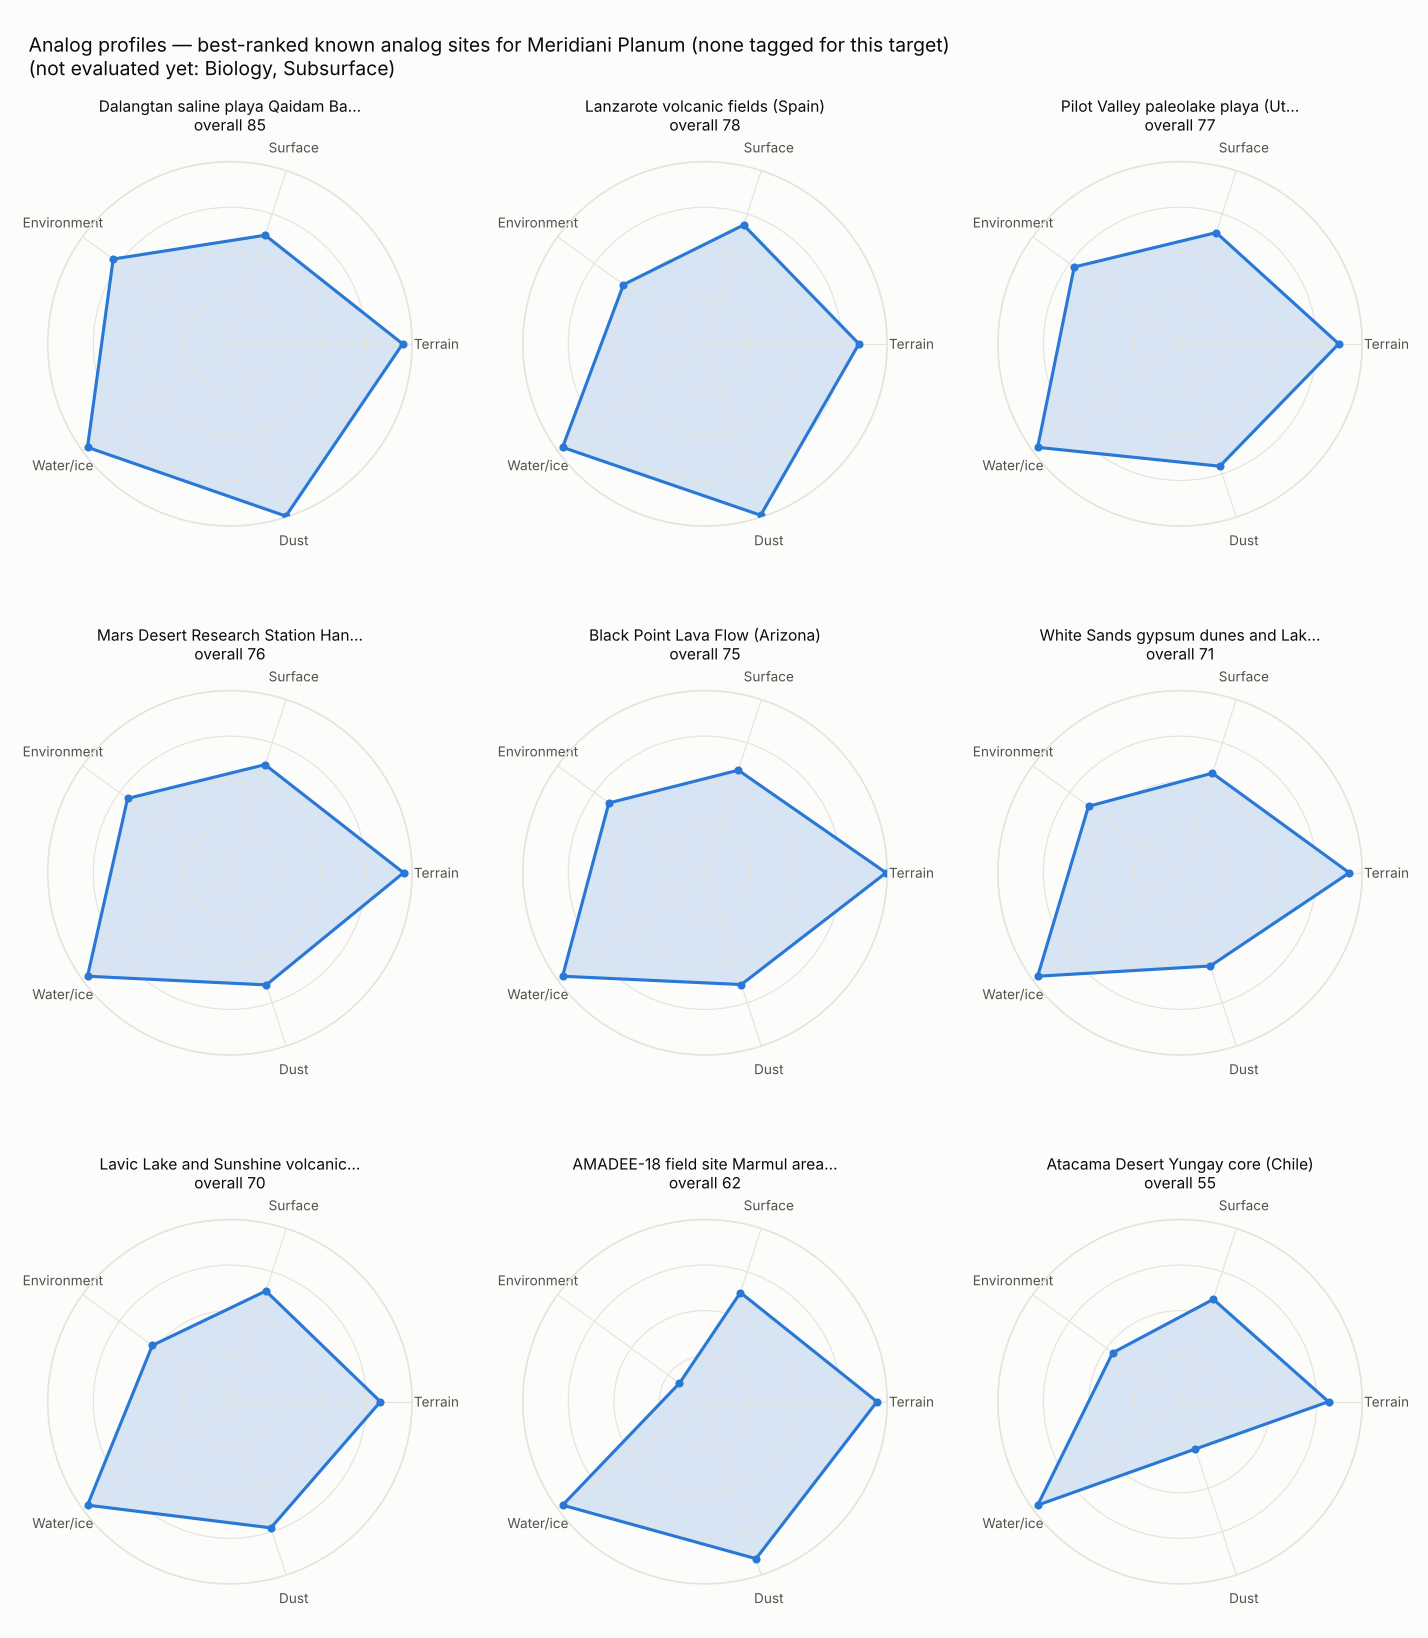 Analog profiles — best-ranked known analog sites for Meridiani Planum (none tagged for this target)
(not evaluated yet: Biology, Subsurface)
Dalangtan saline playa Qaidam Ba...
overall 85
Surface
Environment
Terrain
Water/ice
Dust
Lanzarote volcanic fields (Spain)
overall 78
Surface
Environment
Terrain
Water/ice
Dust
Pilot Valley paleolake playa (Ut...
overall 77
Surface
Environment
Terrain
Water/ice
Dust
Mars Desert Research Station Han...
overall 76
Surface
Environment
Terrain
Water/ice
Dust
Black Point Lava Flow (Arizona)
overall 75
Surface
Environment
Terrain
Water/ice
Dust
White Sands gypsum dunes and Lak...
overall 71
Surface
Environment
Terrain
Water/ice
Dust
Lavic Lake and Sunshine volcanic...
overall 70
Surface
Environment
Terrain
Water/ice
Dust
AMADEE-18 field site Marmul area...
overall 62
Surface
Environment
Terrain
Water/ice
Dust
Atacama Desert Yungay core (Chile)
overall 55
Surface
Environment
Terrain
Water/ice
Dust